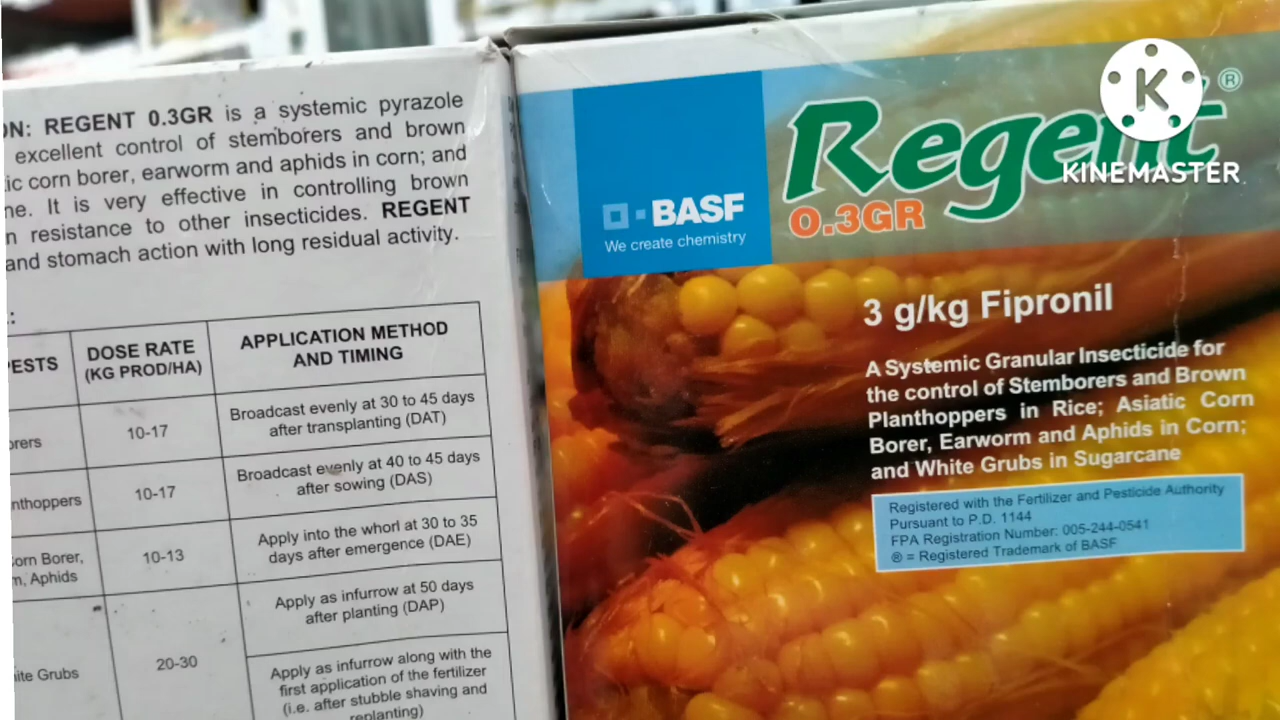 REGENT 0.3GR is a systemic pyrazole
excellent control of stemborers and brown
corn borer, earworm and aphids in corn; and
It is very effective in controlling brown
resistance to other insecticides. REGENT
and stomach action with long residual activity.
DOSE RATE
(KG PROD/HA)
APPLICATION METHOD
AND TIMING
10-17
Broadcast evenly at 30 to 45 days
after transplanting (DAT)
10-17
Broadcast evenly at 40 to 45 days
after sowing (DAS)
Corn Borer,
Aphids
10-13
Apply into the whorl at 30 to 35
days after emergence (DAE)
Grubs
20-30
Apply as infurrow at 50 days
after planting (DAP)
Apply as infurrow along with the
first application of the fertilizer
(i.e. after stubble shaving and
replanting)
BASF
We create chemistry
Regent®
0.3GR
K
KINEMASTER
3 g/kg Fipronil
A Systemic Granular Insecticide for
the control of Stemborers and Brown
Planthoppers in Rice; Asiatic Corn
Borer, Earworm and Aphids in Corn;
and White Grubs in Sugarcane
Registered with the Fertilizer and Pesticide Authority
Pursuant to P.D. 1144
FPA Registration Number: 005-244-0541
® = Registered Trademark of BASF